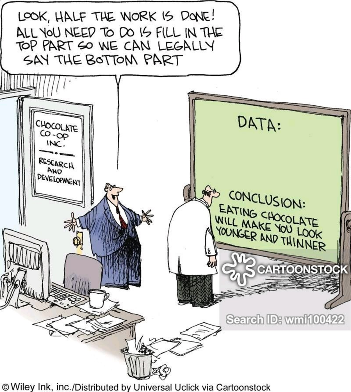 LOOK, HALF THE WORK IS DONE!
ALL YOU NEED TO DO IS FILL IN THE
TOP PART SO WE CAN LEGALLY
SAY THE BOTTOM PART
CHOCOLATE
CO-OP
INC.
RESEARCH
AND
DEVELOPMENT
DATA:
CONCLUSION:
EATING CHOCOLATE
WILL MAKE YOU LOOK
YOUNGER AND THINNER
CARTOONSTOCK
.com
Search ID: wmi100422
© Wiley Ink, inc./Distributed by Universal Uclick via Cartoonstock